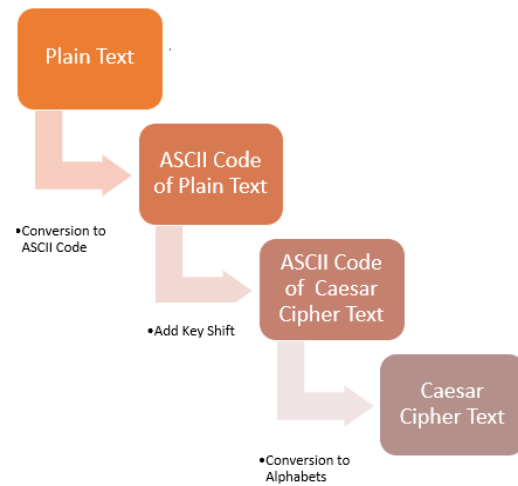 Plain Text
ASCII Code
of Plain Text
•Conversion to
ASCII Code
ASCII Code
of Caesar
Cipher Text
•Add Key Shift
Caesar
Cipher Text
•Conversion to
Alphabets